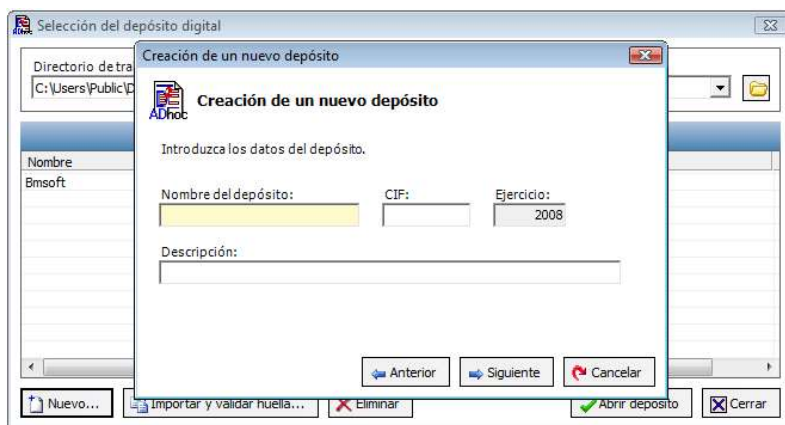 Selección del depósito digital
Creación de un nuevo depósito
Directorio de tra
C:\Users\Public\D
ADhoc
Creación de un nuevo depósito
Introduzca los datos del depósito.
Nombre
Bmsoft
Nombre del depósito: CIF: Ejercicio:
2008
Descripción:
Anterior Siguiente Cancelar
Nuevo... Importar y validar huella... Eliminar Abrir depósito Cerrar